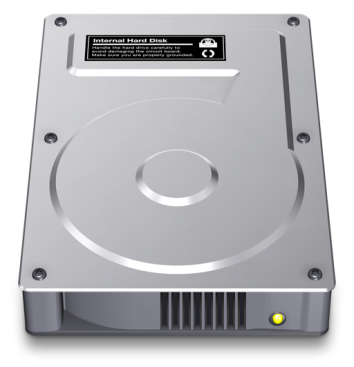 Internal Hard Disk
Handle the hard drive carefully to
avoid damaging the circuit board.
Make sure you are properly grounded.